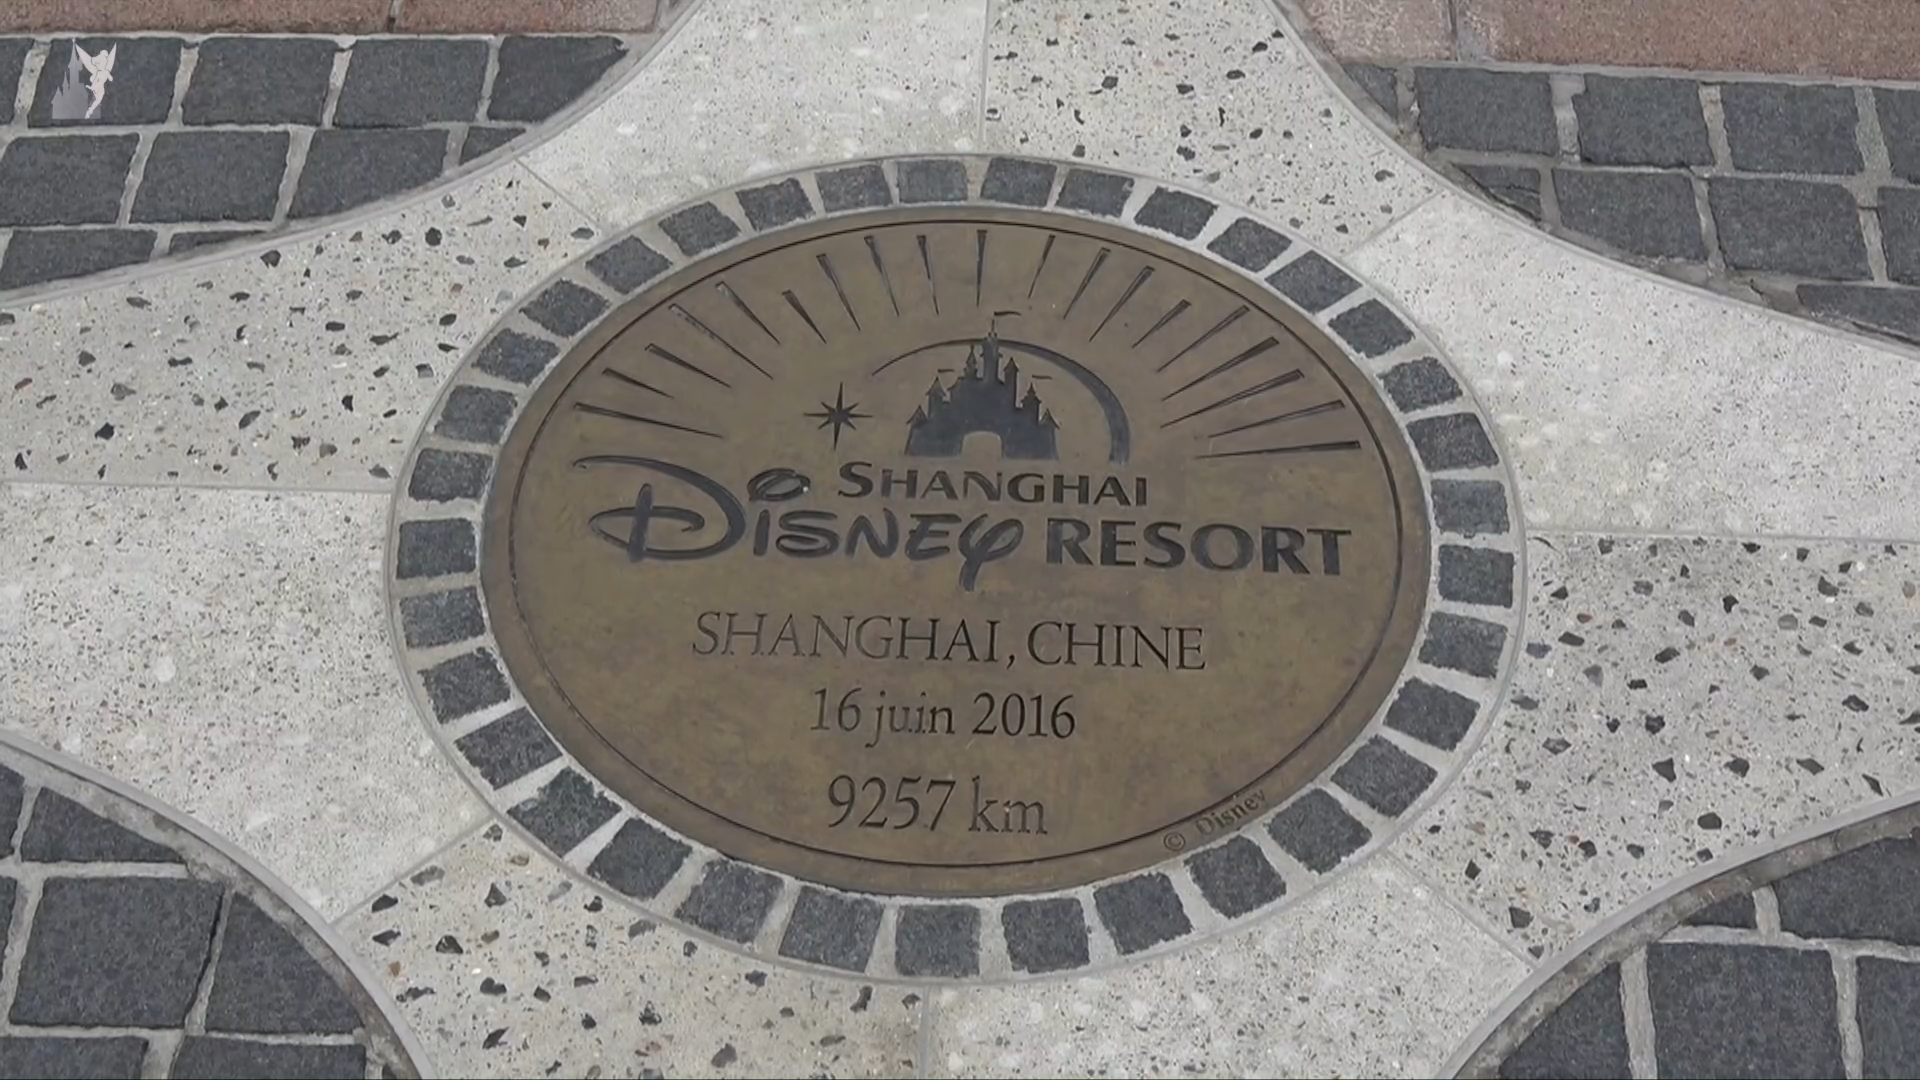 SHANGHAI
DISNEY RESORT
SHANGHAI, CHINE
16 juin 2016
9257 km
© Disney